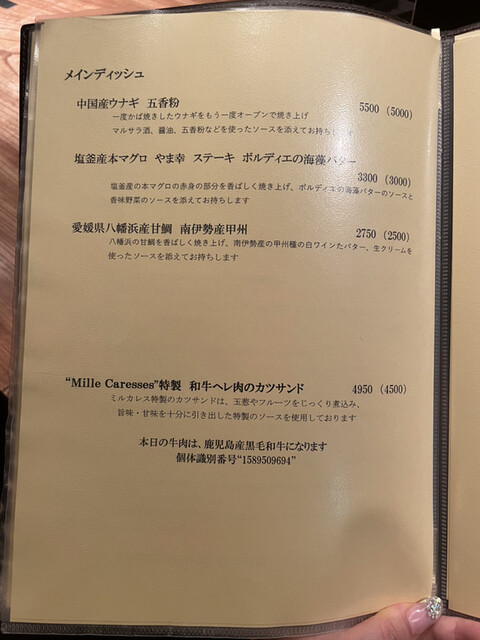 メインディッシュ
中国産ウナギ 五香粉 5500 (5000)
一度かば焼きしたウナギをもう一度オーブンで焼き上げ
マルサラ酒、醤油、五香粉などを使ったソースを添えてお持ちします
塩釜産本マグロ やま幸 ステーキ ボルディエの海藻バター
3300 (3000)
塩釜産の本マグロの赤身の部分を香ばしく焼き上げ、ボルディエの海藻バターのソースと
香味野菜のソースを添えてお持ちします
愛媛県八幡浜産甘鯛 南伊勢産甲州 2750 (2500)
八幡浜の甘鯛を香ばしく焼き上げ、南伊勢産の甲州種の白ワインたバター、生クリームを
使ったソースを添えてお持ちします
“Mille Caresses”特製 和牛ヘレ肉のカツサンド 4950 (4500)
ミルカレス特製のカツサンドは、玉葱やフルーツをじっくり煮込み、
旨味・甘味を十分に引き出した特製のソースを使用しております
本日の牛肉は、鹿児島産黒毛和牛になります
個体識別番号“1589509694”